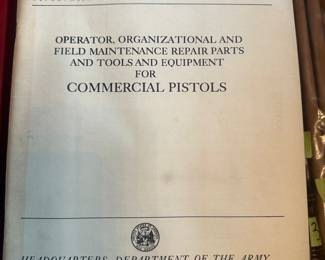 OPERATOR, ORGANIZATIONAL AND
FIELD MAINTENANCE REPAIR PARTS
AND TOOLS AND EQUIPMENT
FOR
COMMERCIAL PISTOLS
HEADQUARTERS, DEPARTMENT OF THE ARMY